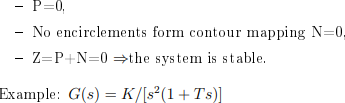 – P=0,
– No encirclements form contour mapping N=0,
– Z=P+N=0 ⇒the system is stable.
Example: G(s) = K/[s²(1 + Ts)]